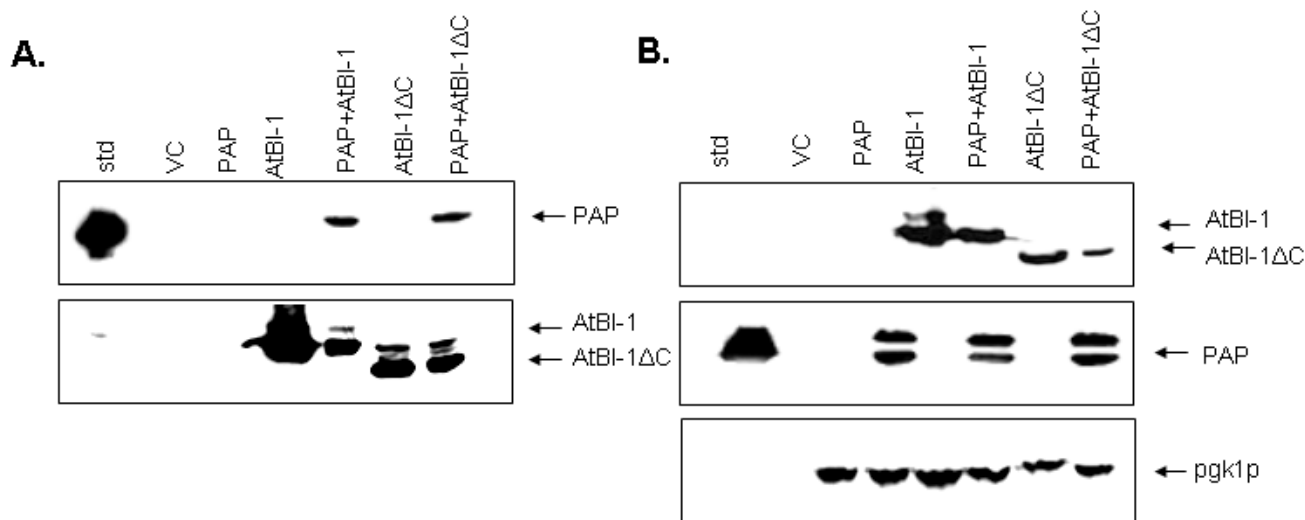 A.
std
VC
PAP
AtBI-1
PAP+AtBI-1
AtBI-1ΔC
PAP+AtBI-1ΔC
PAP
AtBI-1
AtBI-1ΔC
B.
std
VC
PAP
AtBI-1
PAP+AtBI-1
AtBI-1ΔC
PAP+AtBI-1ΔC
AtBI-1
AtBI-1ΔC
PAP
pgk1p